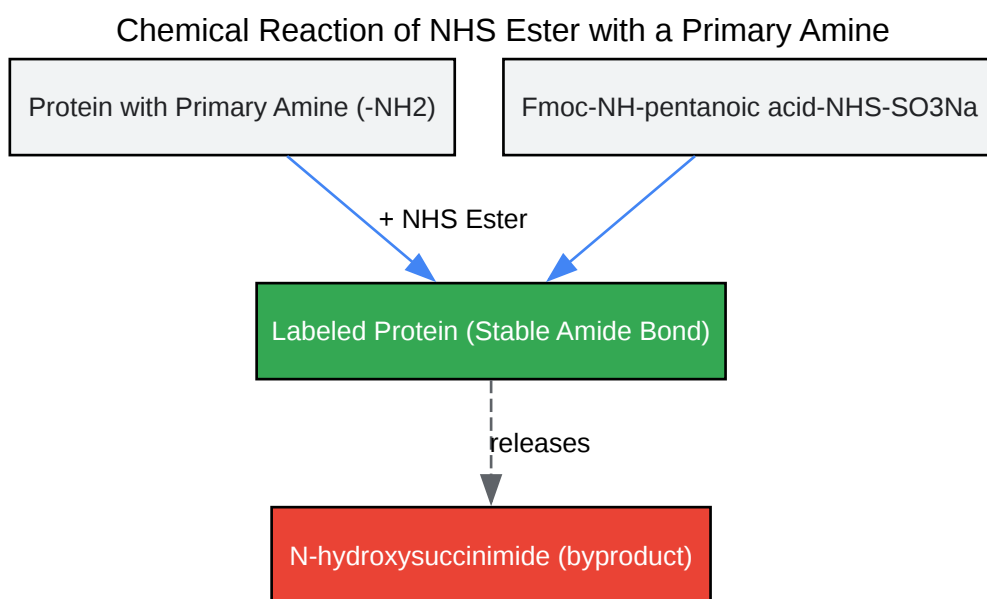 Chemical Reaction of NHS Ester with a Primary Amine
Protein with Primary Amine (-NH2)
Fmoc-NH-pentanoic acid-NHS-SO3Na
+ NHS Ester
Labeled Protein (Stable Amide Bond)
releases
N-hydroxysuccinimide (byproduct)